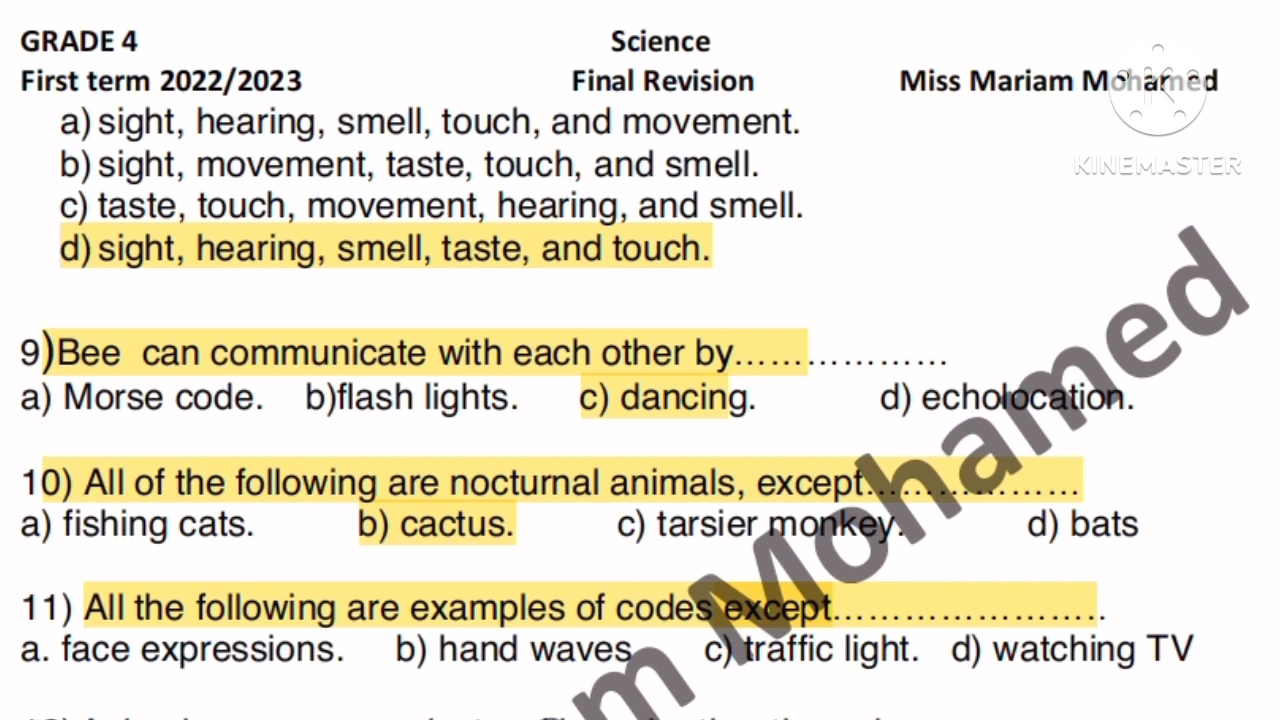 GRADE 4 Science
First term 2022/2023 Final Revision Miss Mariam Mohamed
KINEMASTER
a) sight, hearing, smell, touch, and movement.
b) sight, movement, taste, touch, and smell.
c) taste, touch, movement, hearing, and smell.
d) sight, hearing, smell, taste, and touch.
9)Bee can communicate with each other by…………………
a) Morse code. b)flash lights. c) dancing. d) echolocation.
10) All of the following are nocturnal animals, except…………………
a) fishing cats. b) cactus. c) tarsier monkey. d) bats
11) All the following are examples of codes except……………………….
a. face expressions. b) hand waves c) traffic light. d) watching TV
m Mohamed